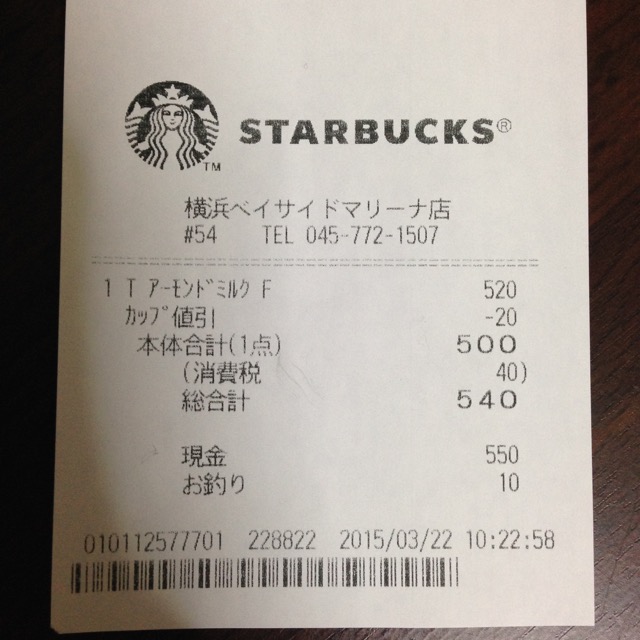 STARBUCKS®
TM
横浜ベイサイドマリーナ店
#54 TEL 045-772-1507
1 T ｱｰﾓﾝﾄﾞﾐﾙｸ F 520
ｶｯﾌﾟ値引 -20
本体合計(1点) 500
(消費税 40)
総合計 540
現金 550
お釣り 10
010112577701 228822 2015/03/22 10:22:58